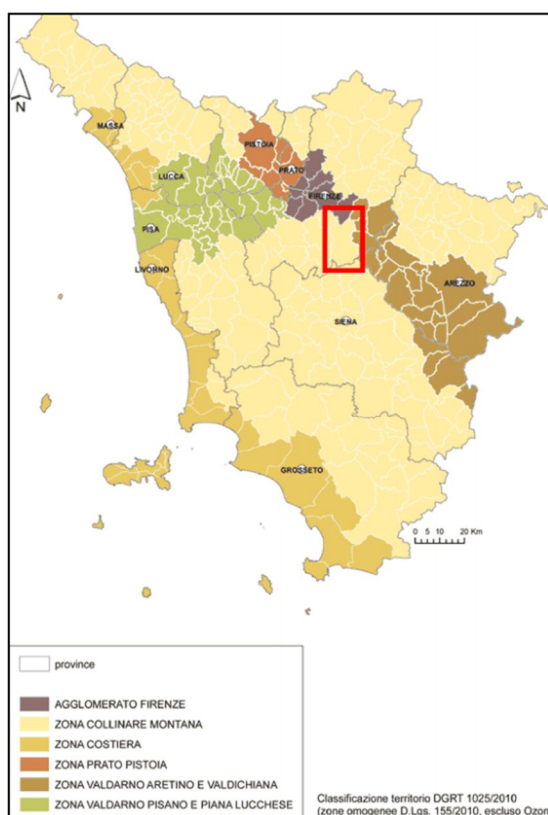 N
MASSA
PISTOIA
PRATO
LUCCA
FIRENZE
PISA
LIVORNO
AREZZO
SIENA
GROSSETO
0 5 10 20 Km
province
AGGLOMERATO FIRENZE
ZONA COLLINARE MONTANA
ZONA COSTIERA
ZONA PRATO PISTOIA
ZONA VALDARNO ARETINO E VALDICHIANA
ZONA VALDARNO PISANO E PIANA LUCCHESE
Classificazione territorio DGRT 1025/2010
(zone omogenee D.Lgs. 155/2010, escluso Ozon